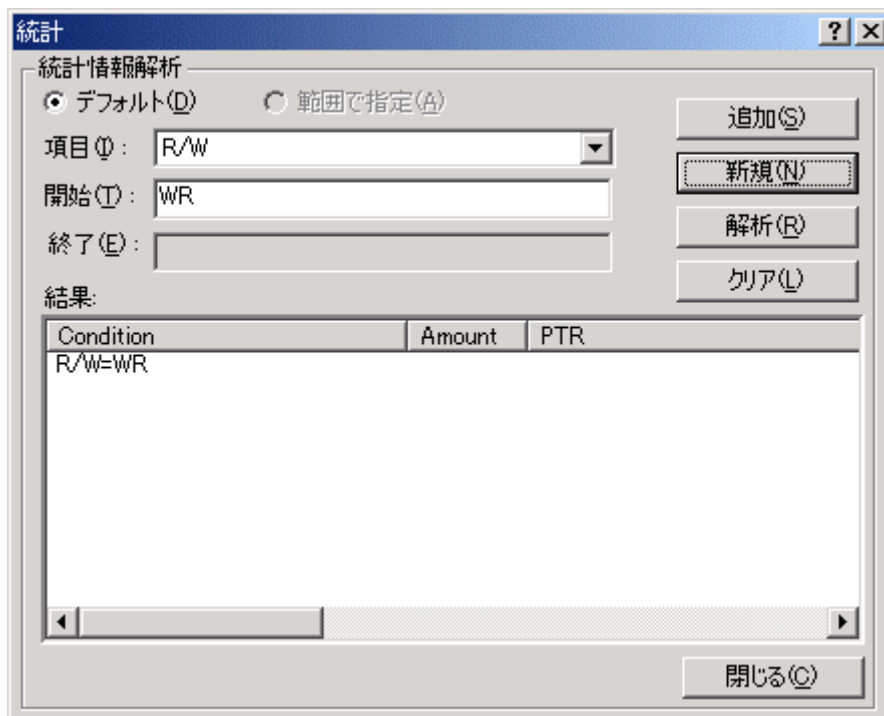 統計
統計情報解析
デフォルト(D) 範囲で指定(A)
追加(S)
項目(I): R/W
新規(N)
開始(T): WR
解析(R)
終了(E):
クリア(L)
結果:
Condition Amount PTR
R/W=WR
閉じる(C)